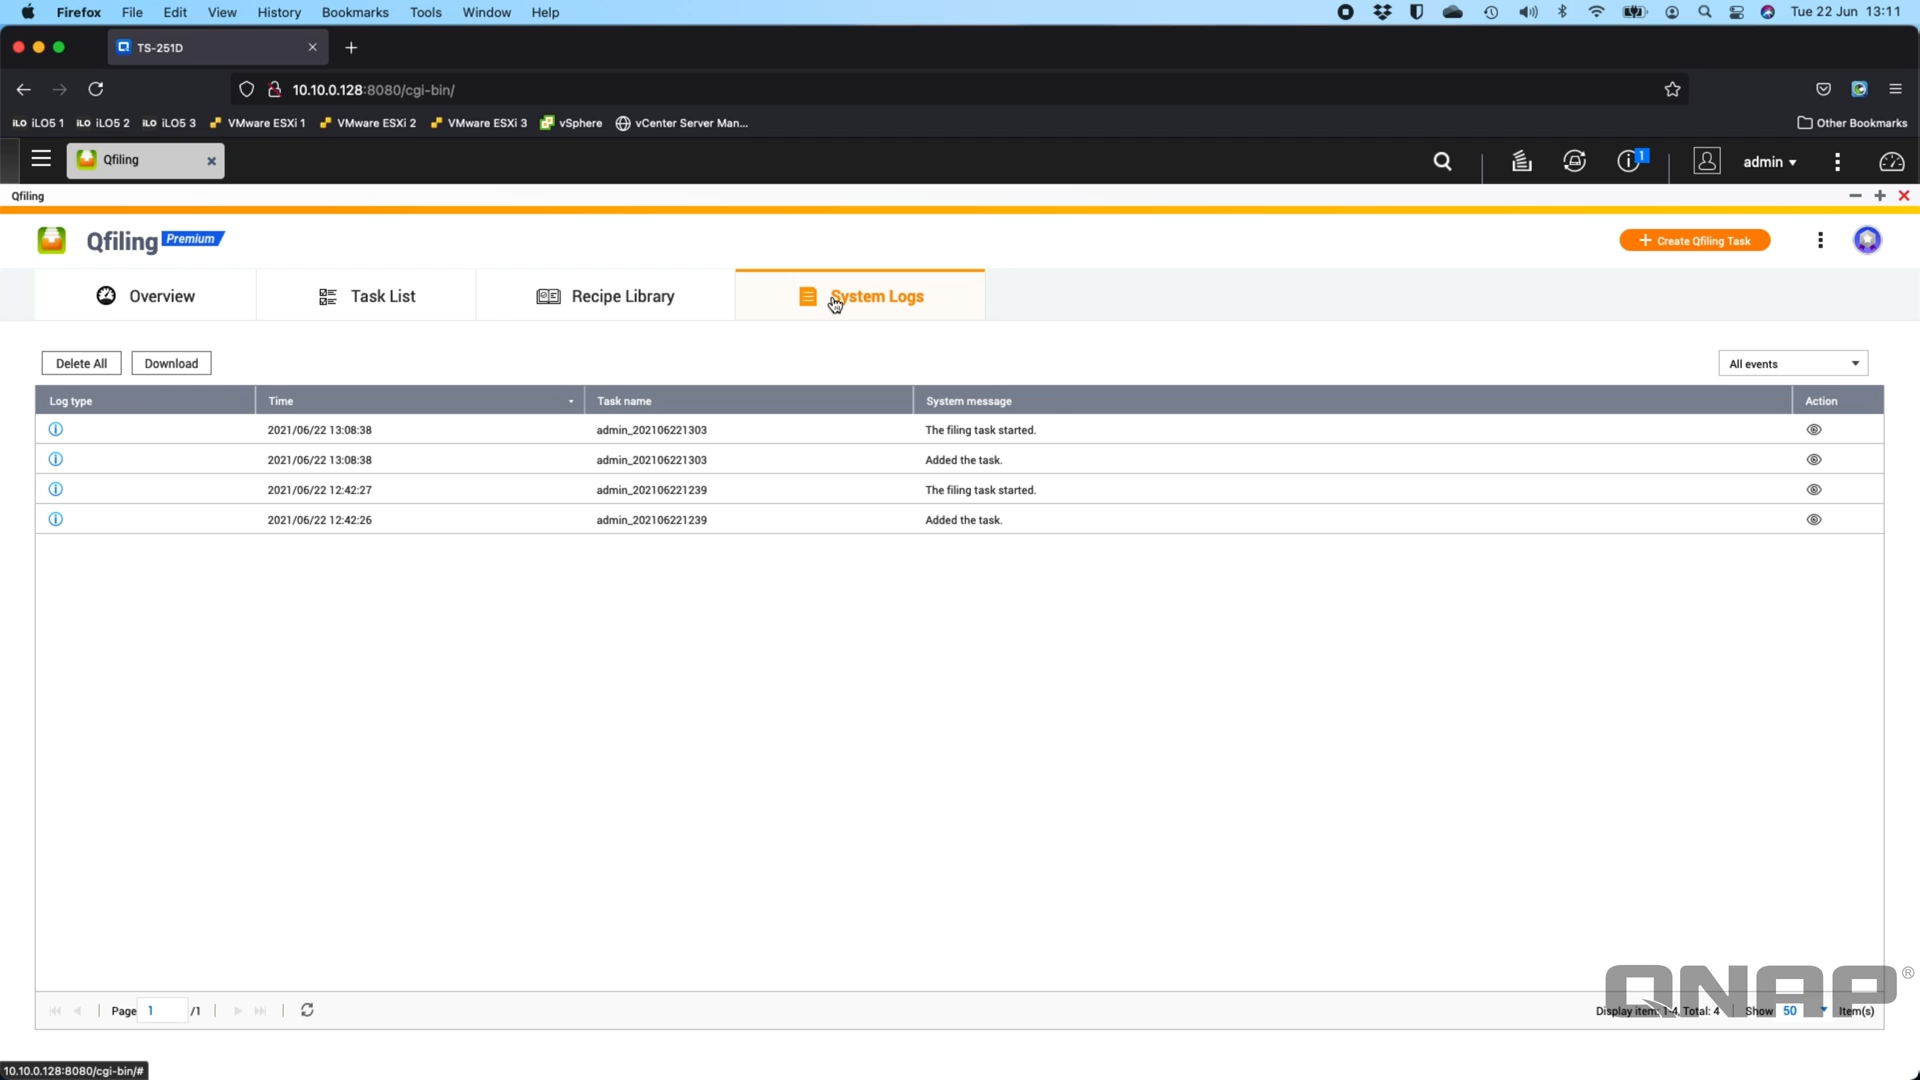 Firefox File Edit View History Bookmarks Tools Window Help Tue 22 Jun 13:11
TS-251D
10.10.0.128:8080/cgi-bin/
iLO iLO5 1 iLO iLO5 2 iLO iLO5 3 VMware ESXi 1 VMware ESXi 2 VMware ESXi 3 vSphere vCenter Server Man... Other Bookmarks
Qfiling 1 admin
Qfiling
Qfiling Premium + Create Qfiling Task
Overview Task List Recipe Library System Logs
Delete All Download All events
Log type Time Task name System message Action
2021/06/22 13:08:38 admin_202106221303 The filing task started.
2021/06/22 13:08:38 admin_202106221303 Added the task.
2021/06/22 12:42:27 admin_202106221239 The filing task started.
2021/06/22 12:42:26 admin_202106221239 Added the task.
QNAP®
Page 1 /1 Display item: 1-4, Total: 4 Show 50 Item(s)
10.10.0.128:8080/cgi-bin/#